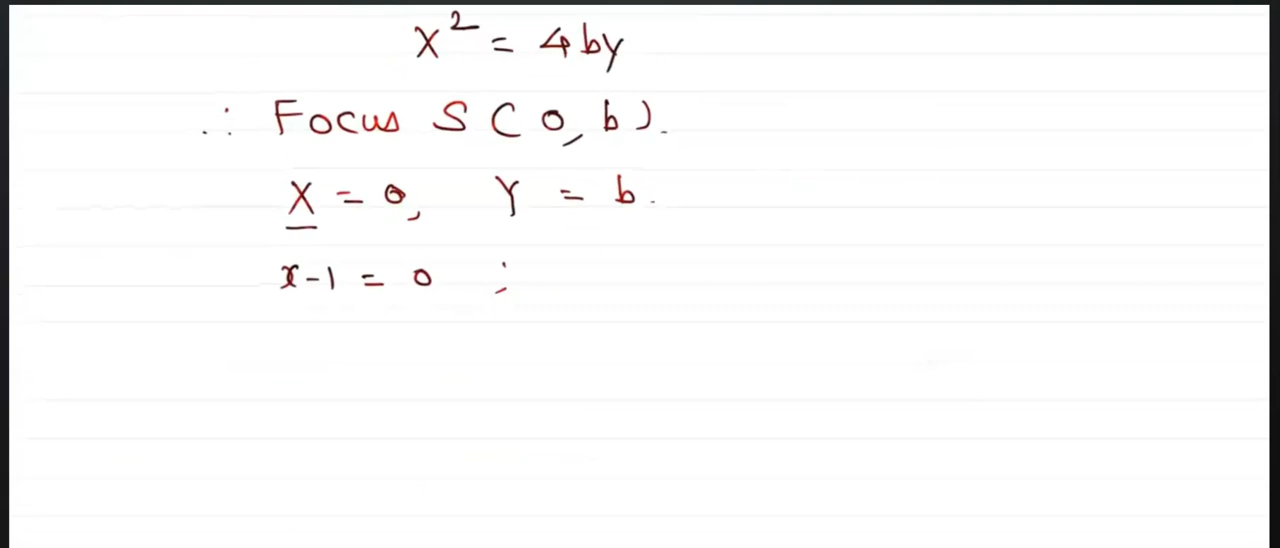 X² = 4by
∴ Focus S(0, b).
X = 0, Y = b.
x-1 = 0 ;